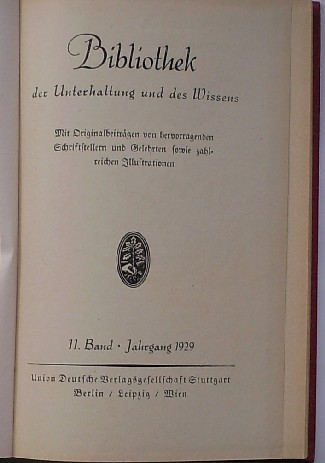 Bibliothek
der Unterhaltung und des Wissens
Mit Originalbeiträgen von hervorragenden
Schriftstellern und Gelehrten sowie zahl-
reichen Illustrationen
11. Band · Jahrgang 1929
Union Deutsche Verlagsgesellschaft Stuttgart
Berlin / Leipzig / Wien